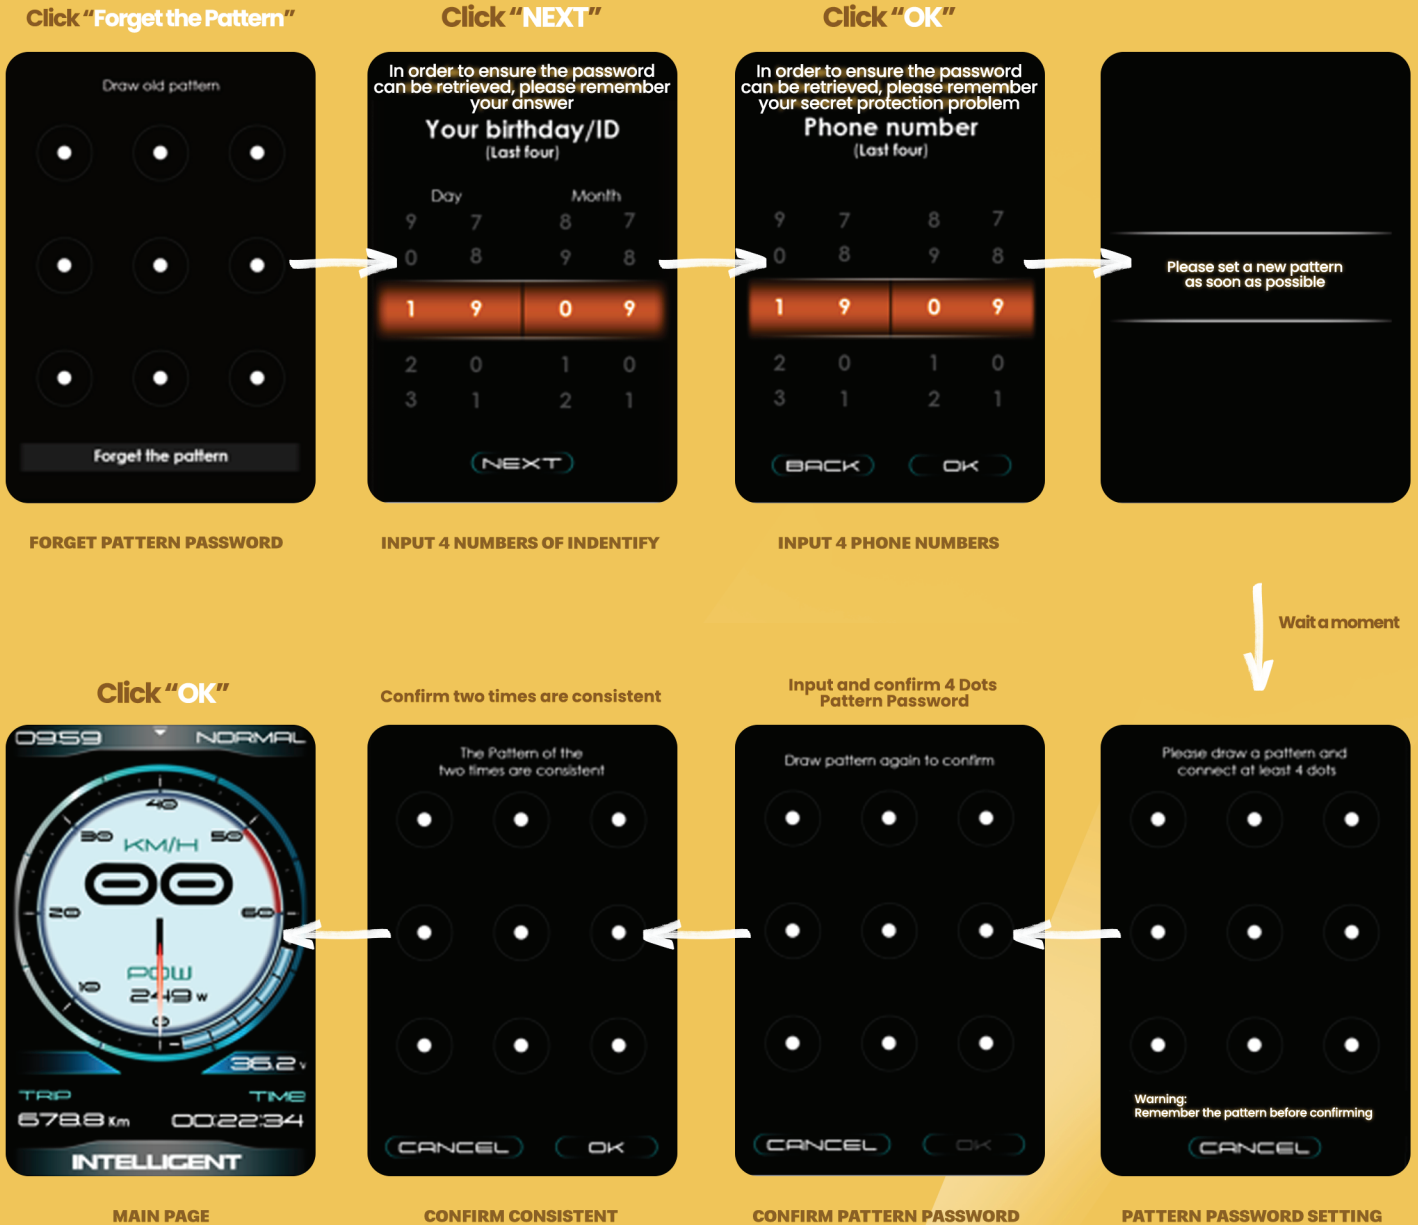 Click “Forget the Pattern”
Draw old pattern
Forget the pattern
FORGET PATTERN PASSWORD
Click “NEXT”
In order to ensure the password
can be retrieved, please remember
your answer
Your birthday/ID
(Last four)
Day Month
9 7 8 7
0 8 9 8
1 9 0 9
2 0 1 0
3 1 2 1
NEXT
INPUT 4 NUMBERS OF INDENTIFY
Click “OK”
In order to ensure the password
can be retrieved, please remember
your secret protection problem
Phone number
(Last four)
9 7 8 7
0 8 9 8
1 9 0 9
2 0 1 0
3 1 2 1
BACK OK
INPUT 4 PHONE NUMBERS
Please set a new pattern
as soon as possible
Wait a moment
Please draw a pattern and
connect at least 4 dots
Warning:
Remember the pattern before confirming
CANCEL
PATTERN PASSWORD SETTING
Input and confirm 4 Dots
Pattern Password
Draw pattern again to confirm
CANCEL OK
CONFIRM PATTERN PASSWORD
Confirm two times are consistent
The Pattern of the
two times are consistent
CANCEL OK
CONFIRM CONSISTENT
Click “OK”
09:59 NORMAL
40
30 50
KM/H
00
20 60
POW
10 249 W
0
36.2 V
TRIP TIME
678.8 Km 00:22:34
INTELLIGENT
MAIN PAGE